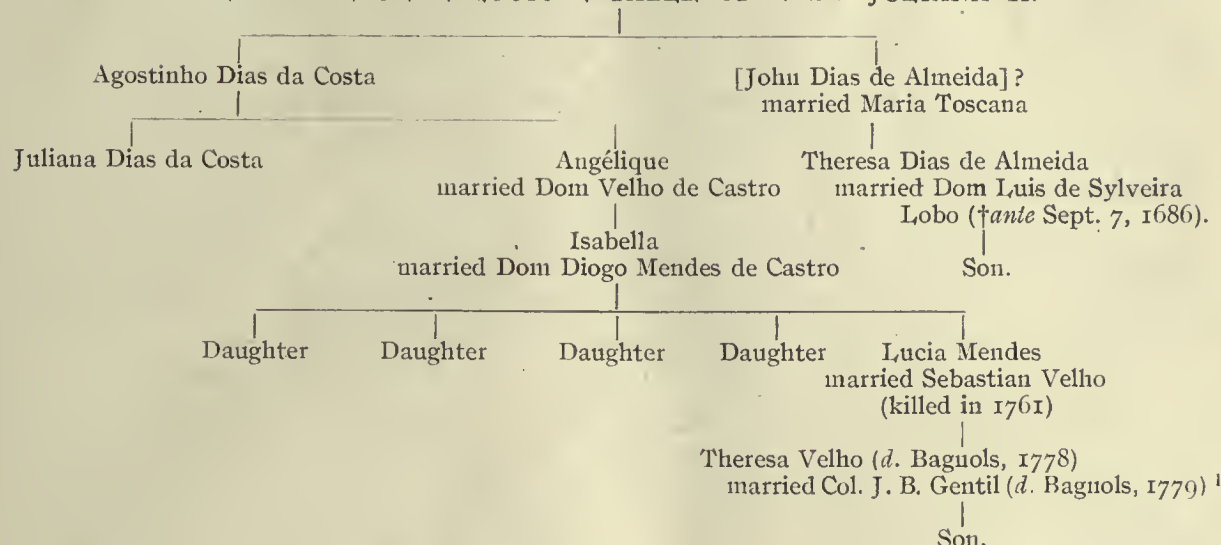 Agostinho Dias da Costa
[John Dias de Almeida] ?
married Maria Toscana
Juliana Dias da Costa
Angélique
married Dom Velho de Castro
Theresa Dias de Almeida
married Dom Luis de Sylveira
Lobo (†ante Sept. 7, 1686).
Isabella
married Dom Diogo Mendes de Castro
Son.
Daughter Daughter Daughter Daughter Lucia Mendes
married Sebastian Velho
(killed in 1761)
Theresa Velho (d. Bagnols, 1778)
married Col. J. B. Gentil (d. Bagnols, 1779) 1
Son.